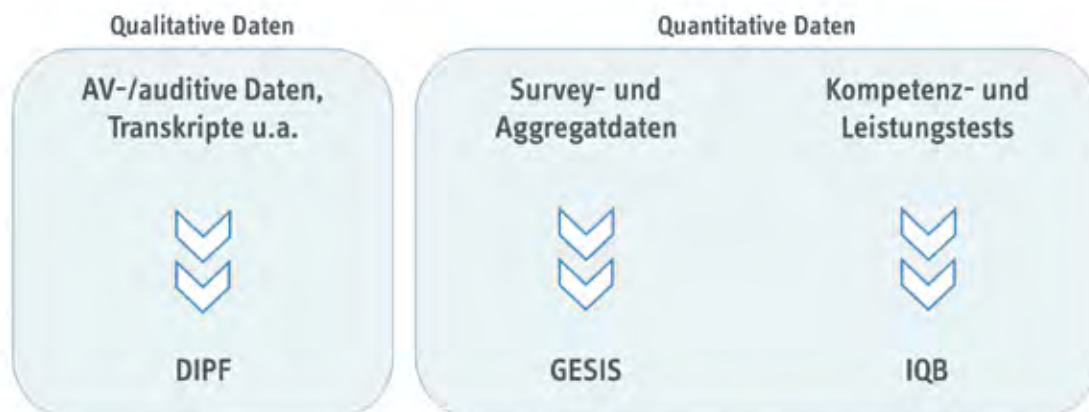 Qualitative Daten
AV-/auditive Daten,
Transkripte u.a.
DIPF
Quantitative Daten
Survey- und
Aggregatdaten
GESIS
Kompetenz- und
Leistungstests
IQB